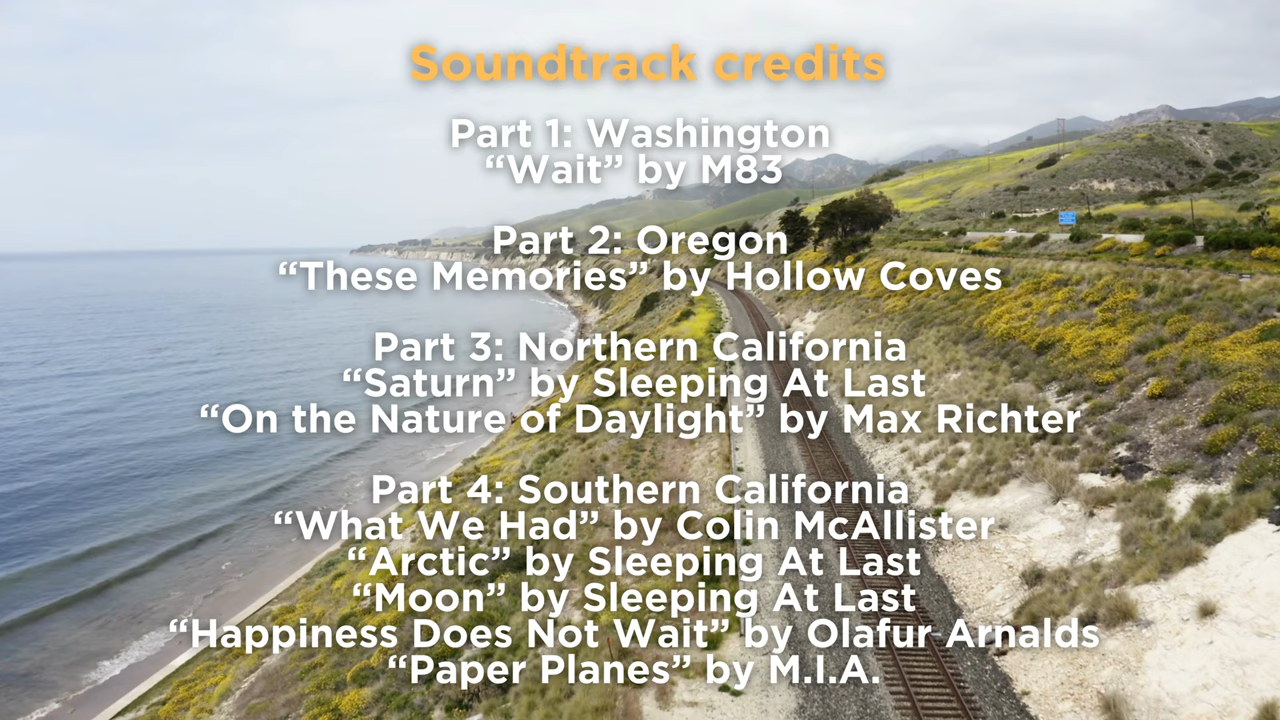 Soundtrack credits
Part 1: Washington
“Wait” by M83
Part 2: Oregon
“These Memories” by Hollow Coves
Part 3: Northern California
“Saturn” by Sleeping At Last
“On the Nature of Daylight” by Max Richter
Part 4: Southern California
“What We Had” by Colin McAllister
“Arctic” by Sleeping At Last
“Moon” by Sleeping At Last
“Happiness Does Not Wait” by Olafur Arnalds
“Paper Planes” by M.I.A.